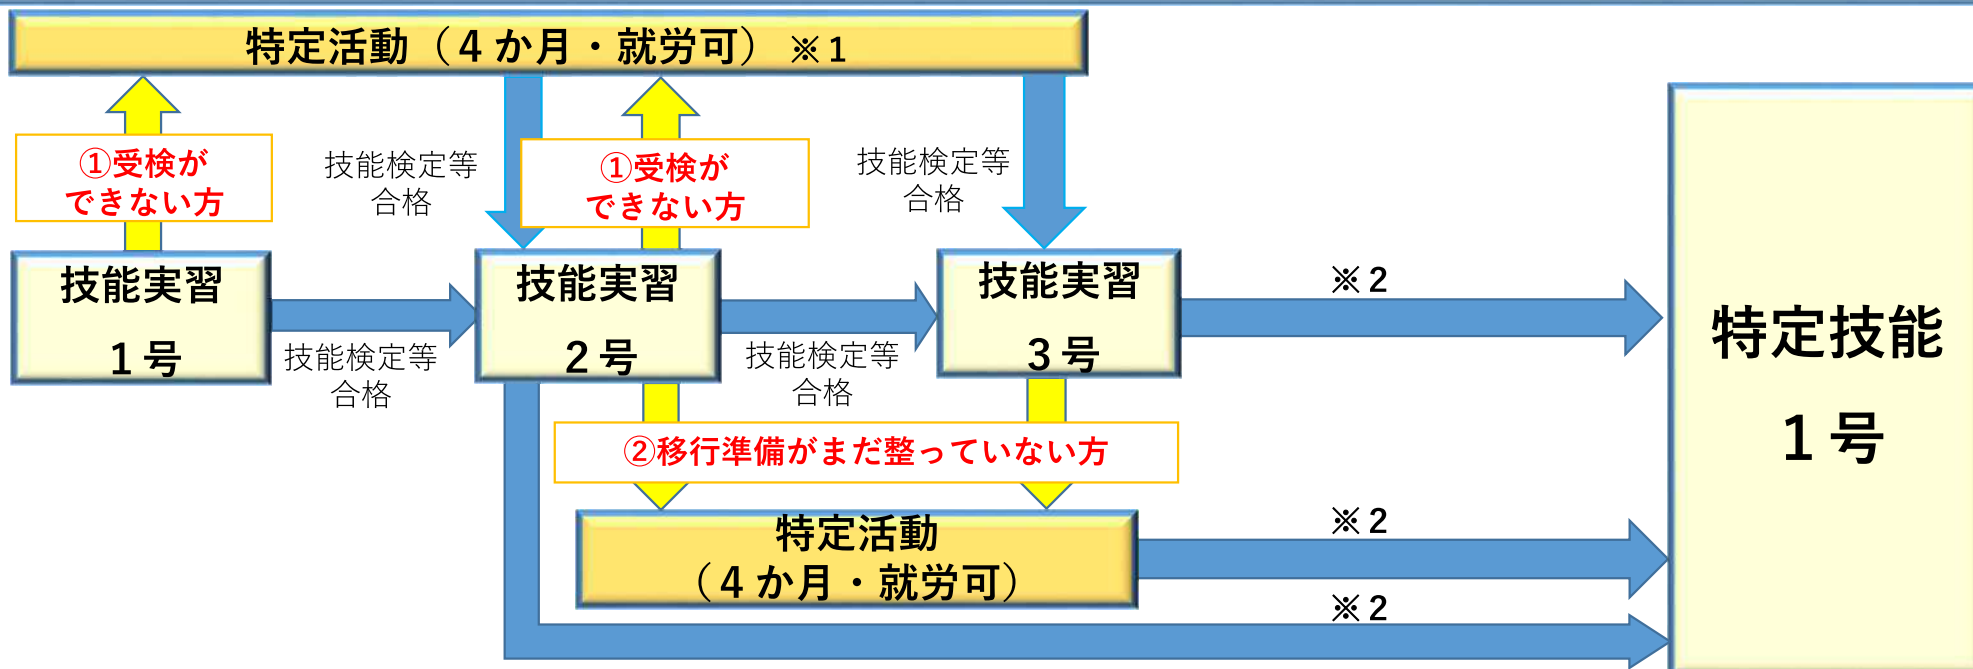 特定活動（４か月・就労可）※１
①受検が
できない方
技能検定等
合格
①受検が
できない方
技能検定等
合格
技能実習
１号
技能検定等
合格
技能実習
２号
技能検定等
合格
技能実習
３号
※２
特定技能
１号
②移行準備がまだ整っていない方
特定活動
（４か月・就労可）
※２
※２